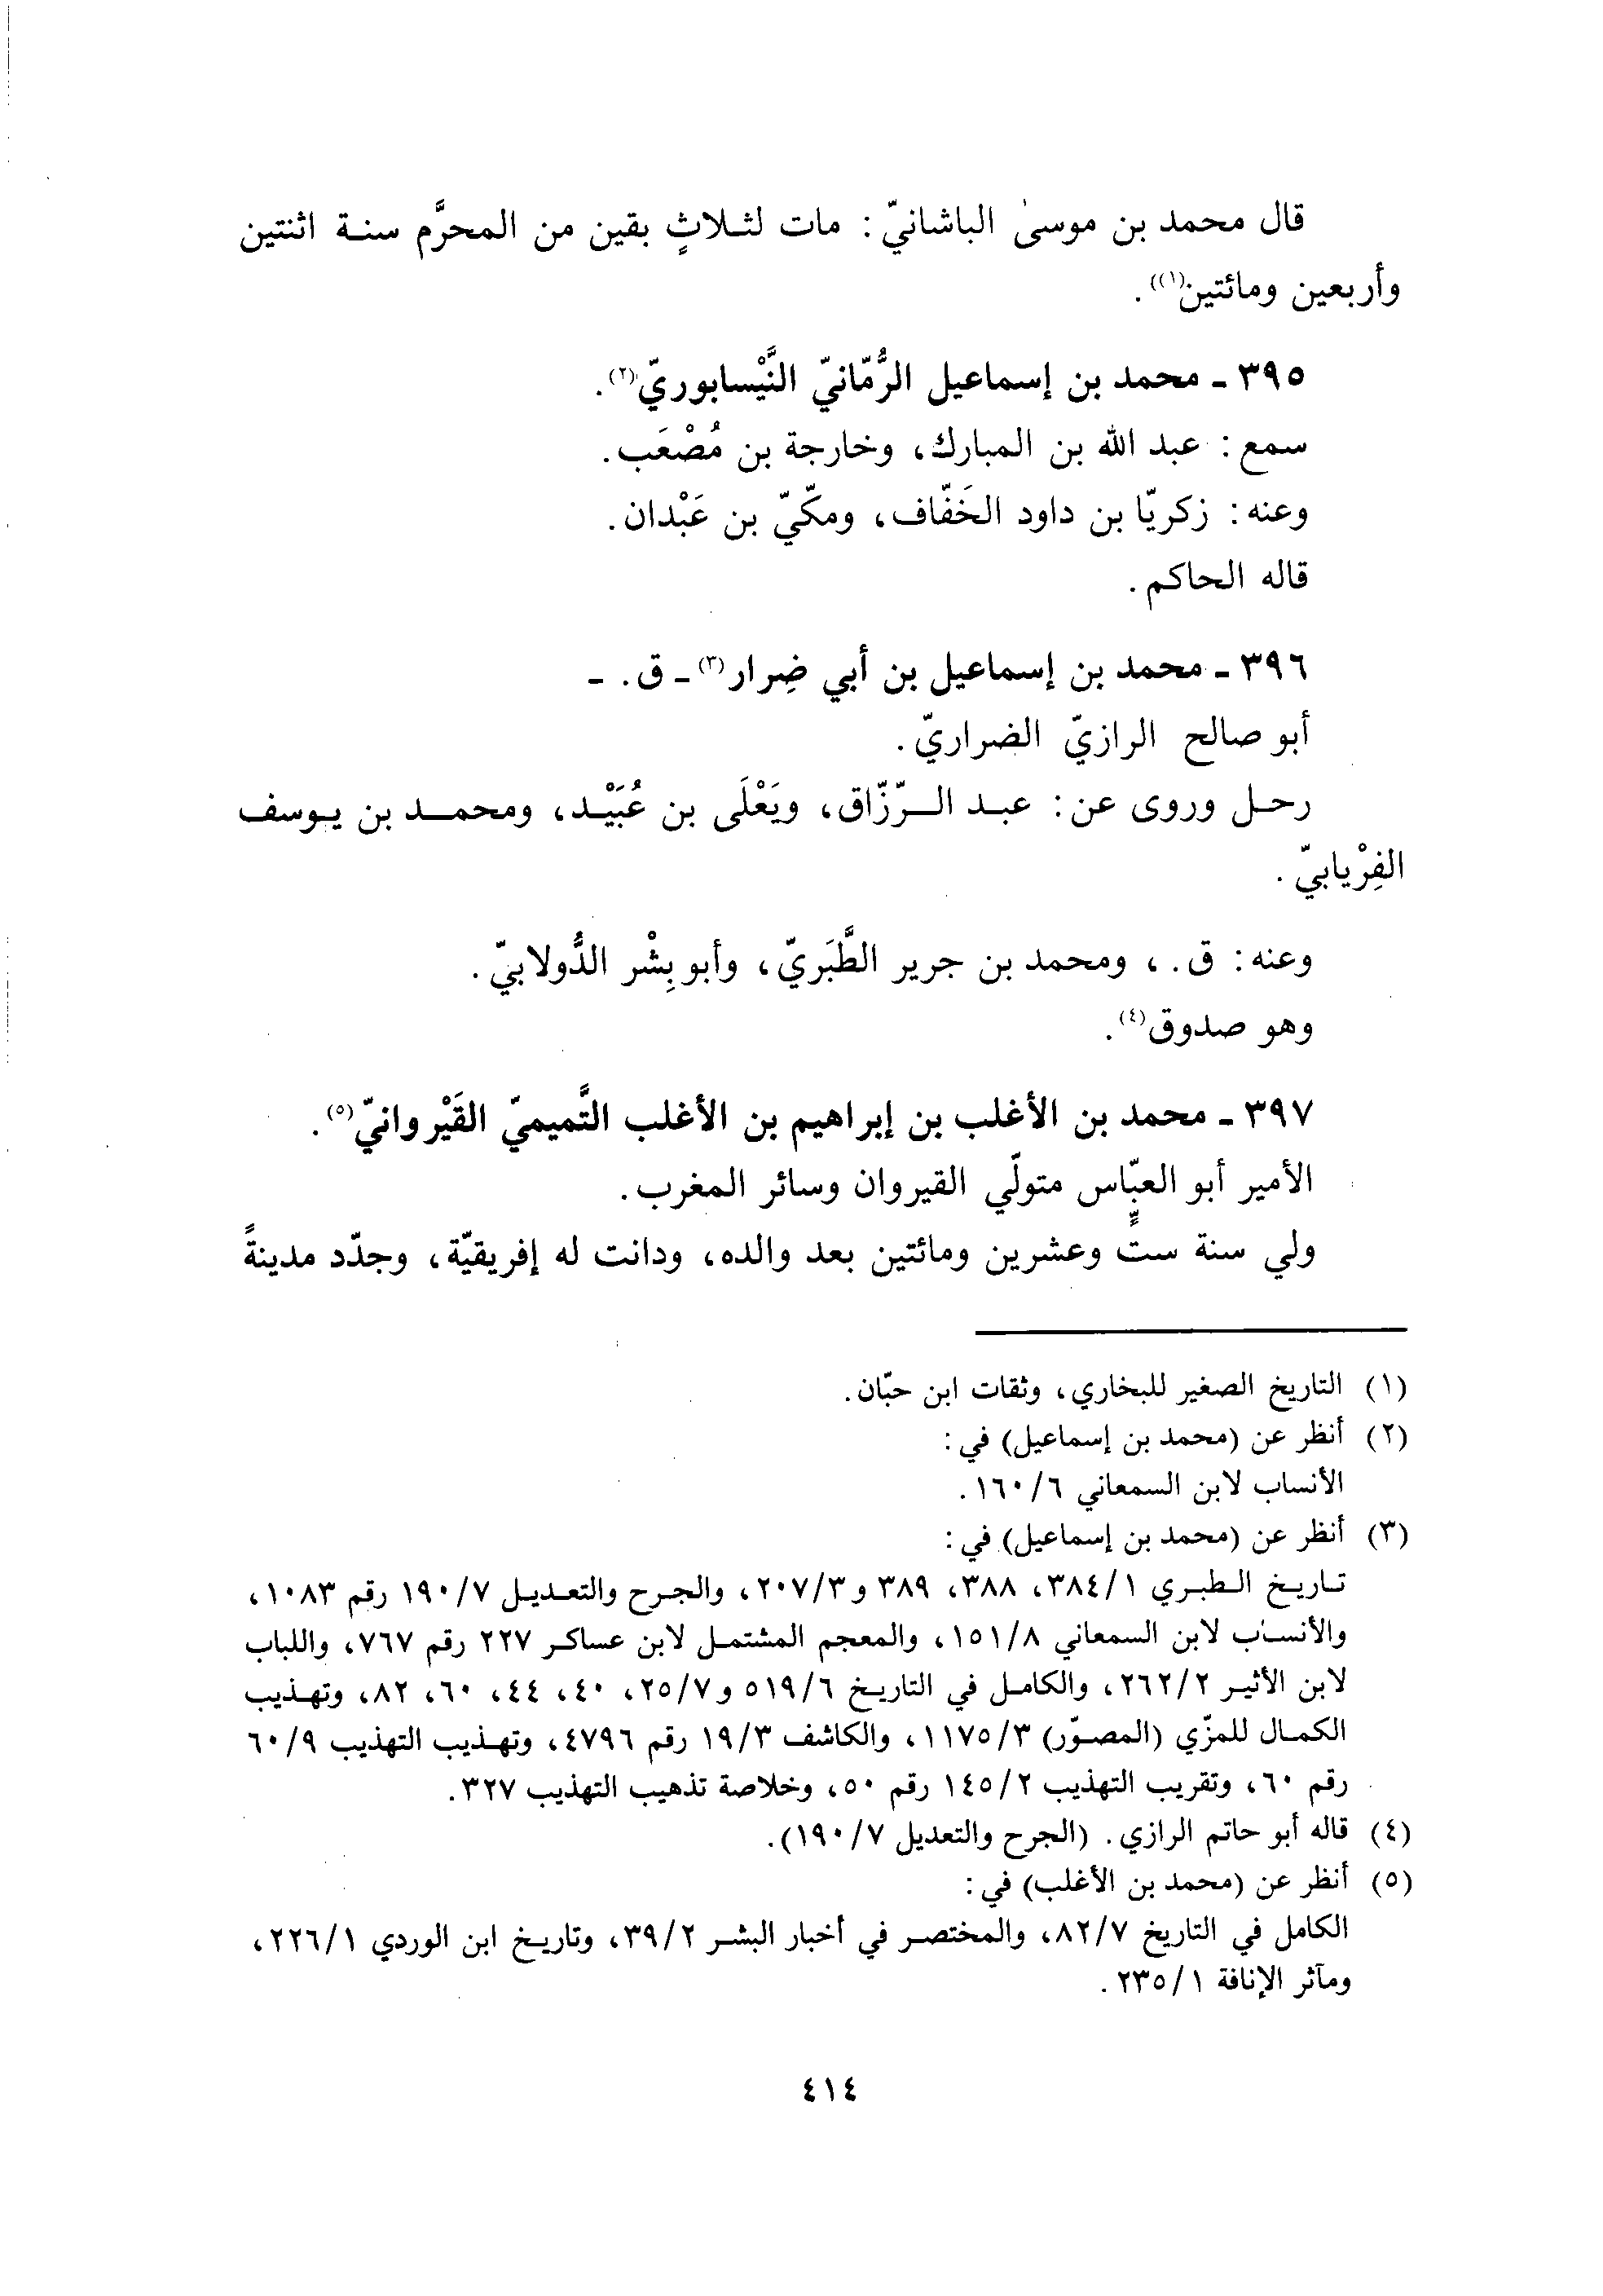 قال محمد بن موسىٰ الباشانيّ : مات لثلاثٍ بقين من المحرَّم سنة اثنتين
وأربعين ومائتين(١)).
٣٩٥ ـ محمد بن إسماعيل الرُّمّانيّ النَّيْسابوريّ(٢).
سمع : عبد الله بن المبارك، وخارجة بن مُصْعَب.
وعنه : زكريّا بن داود الخَفّاف، ومكّيّ بن عَبْدان.
قاله الحاكم.
٣٩٦ ـ محمد بن إسماعيل بن أبي ضِرار(٣) ـ ق. ـ
أبو صالح الرازيّ الضراريّ.
رحل وروى عن : عبد الرّزّاق، ويَعْلَى بن عُبَيْد، ومحمد بن يوسف
الفِرْيابيّ.
وعنه : ق. ، ومحمد بن جرير الطَّبَريّ، وأبو بِشْر الدُّولابيّ.
وهو صدوق(٤).
٣٩٧ ـ محمد بن الأغلب بن إبراهيم بن الأغلب التَّميميّ القَيْروانيّ(٥).
الأمير أبو العبّاس متولّي القيروان وسائر المغرب.
ولي سنة ستٍّ وعشرين ومائتين بعد والده، ودانت له إفريقيّة، وجدّد مدينةً
(١) التاريخ الصغير للبخاري، وثقات ابن حبّان.
(٢) أنظر عن (محمد بن إسماعيل) في :
الأنساب لابن السمعاني ٦/١٦٠.
(٣) أنظر عن (محمد بن إسماعيل) في :
تاريخ الطبري ١/٣٨٤، ٣٨٨، ٣٨٩ و٣/٢٠٧، والجرح والتعديل ٧/١٩٠ رقم ١٠٨٣،
والأنساب لابن السمعاني ٨/١٥١، والمعجم المشتمل لابن عساكر ٢٢٧ رقم ٧٦٧، واللباب
لابن الأثير ٢/٢٦٢، والكامل في التاريخ ٦/٥١٩ و٧/٢٥، ٤٠، ٤٤، ٦٠، ٨٢، وتهذيب
الكمال للمزّي (المصوّر) ٣/١١٧٥، والكاشف ٣/١٩ رقم ٤٧٩٦، وتهذيب التهذيب ٩/٦٠
رقم ٦٠، وتقريب التهذيب ٢/١٤٥ رقم ٥٠، وخلاصة تذهيب التهذيب ٣٢٧.
(٤) قاله أبو حاتم الرازي. (الجرح والتعديل ٧/١٩٠).
(٥) أنظر عن (محمد بن الأغلب) في :
الكامل في التاريخ ٧/٨٢، والمختصر في أخبار البشر ٢/٣٩، وتاريخ ابن الوردي ١/٢٢٦،
ومآثر الإنافة ١/٢٣٥.
٤١٤